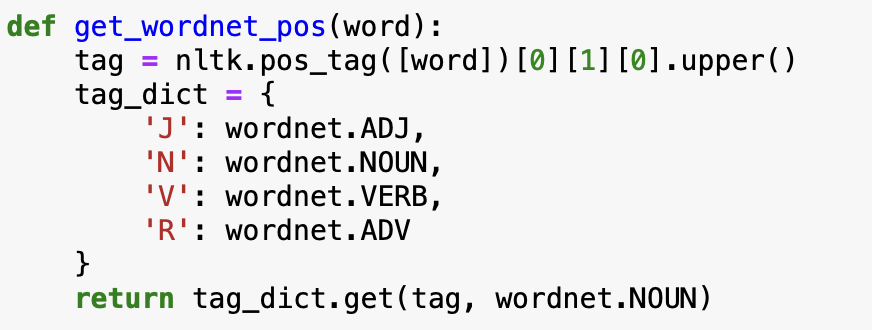 def get_wordnet_pos(word):
    tag = nltk.pos_tag([word])[0][1][0].upper()
    tag_dict = {
        'J': wordnet.ADJ,
        'N': wordnet.NOUN,
        'V': wordnet.VERB,
        'R': wordnet.ADV
    }
    return tag_dict.get(tag, wordnet.NOUN)